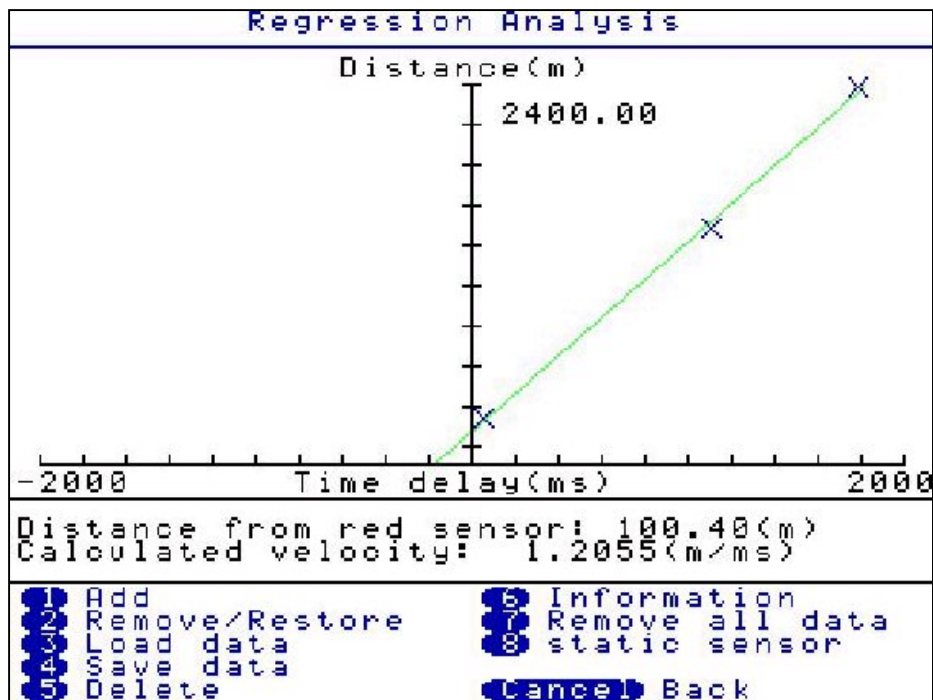 Regression Analysis
Distance(m)
2400.00
-2000 Time delay(ms) 2000
Distance from red sensor: 100.40(m)
Calculated velocity: 1.2055(m/ms)
1 Add
2 Remove/Restore
3 Load data
4 Save data
5 Delete
6 Information
7 Remove all data
8 static sensor
Cancel Back